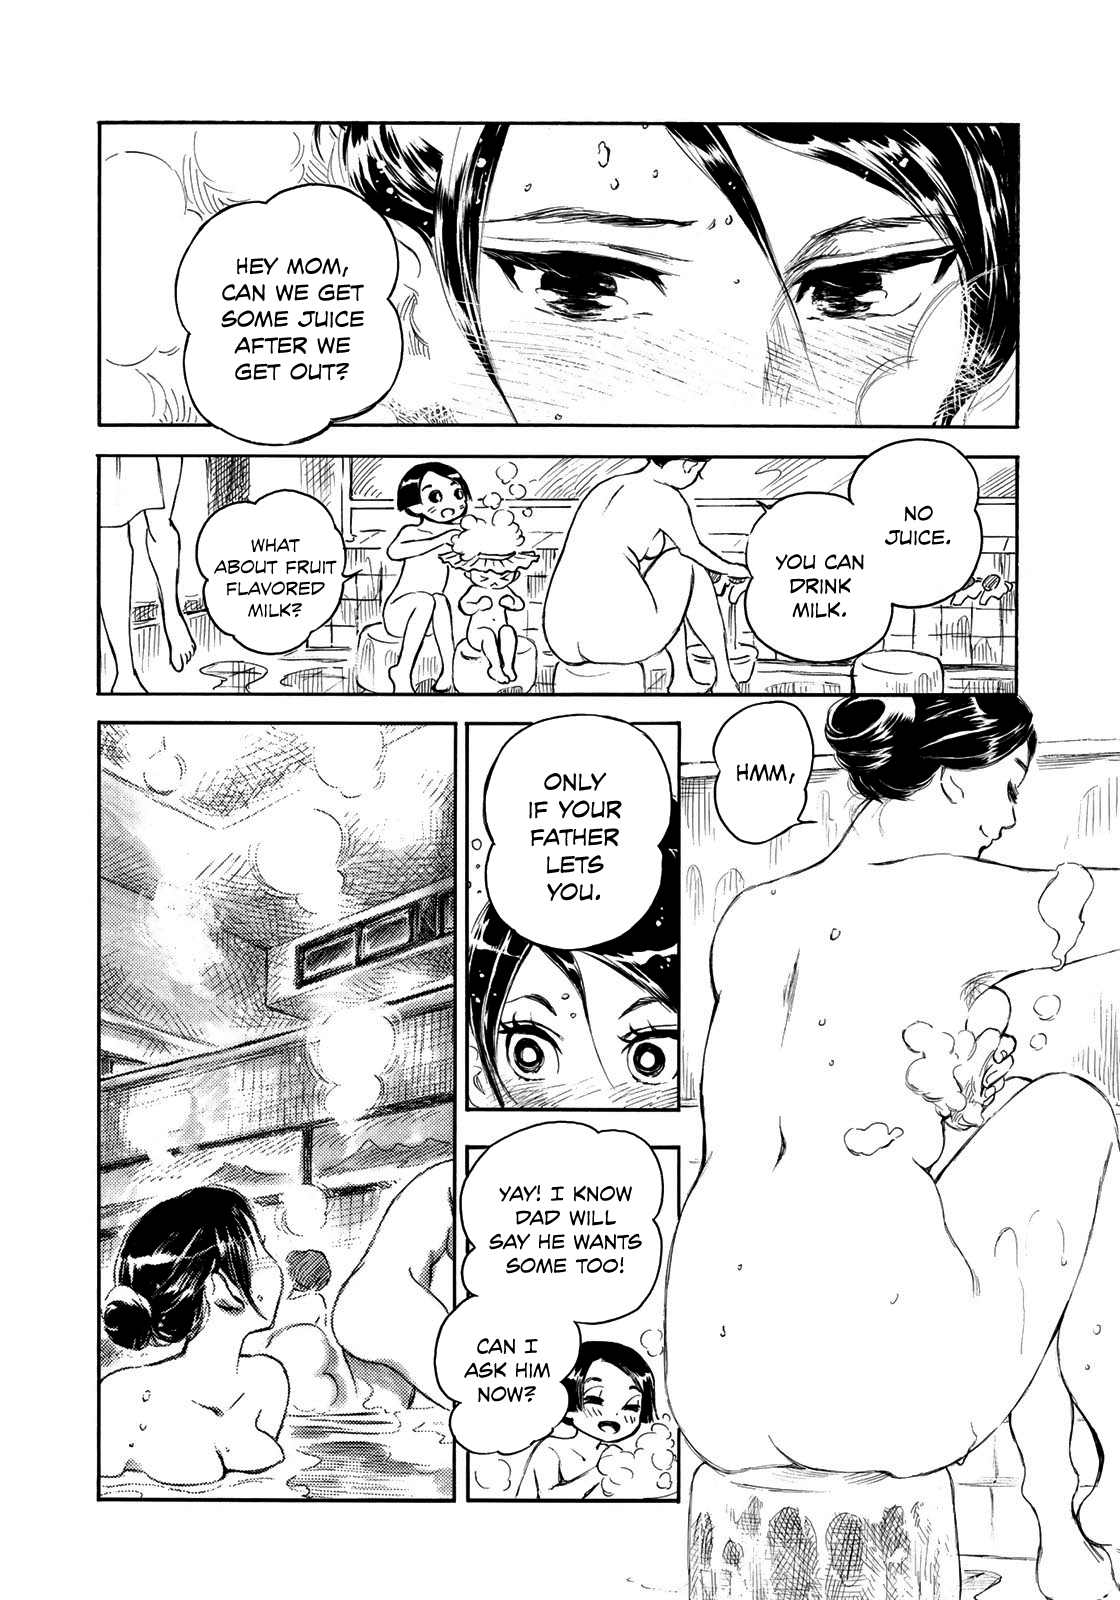 HEY MOM,
CAN WE GET
SOME JUICE
AFTER WE
GET OUT?
NO
JUICE.
YOU CAN
DRINK
MILK.
WHAT
ABOUT FRUIT
FLAVORED
MILK?
HMM,
ONLY
IF YOUR
FATHER
LETS
YOU.
YAY! I KNOW
DAD WILL
SAY HE WANTS
SOME TOO!
CAN I
ASK HIM
NOW?